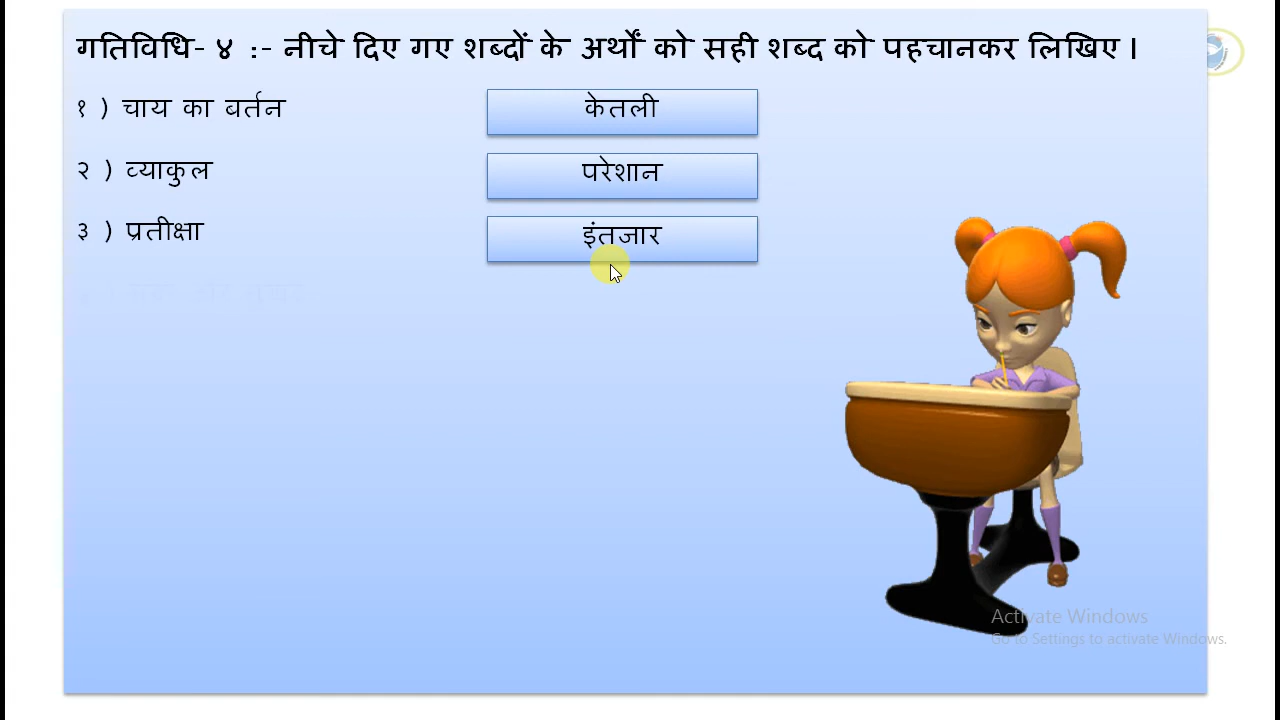 गतिविधि- ४ :- नीचे दिए गए शब्दों के अर्थों को सही शब्द को पहचानकर लिखिए ।
१ ) चाय का बर्तन केतली
२ ) व्याकुल परेशान
३ ) प्रतीक्षा इंतजार
Activate Windows
Go to Settings to activate Windows.